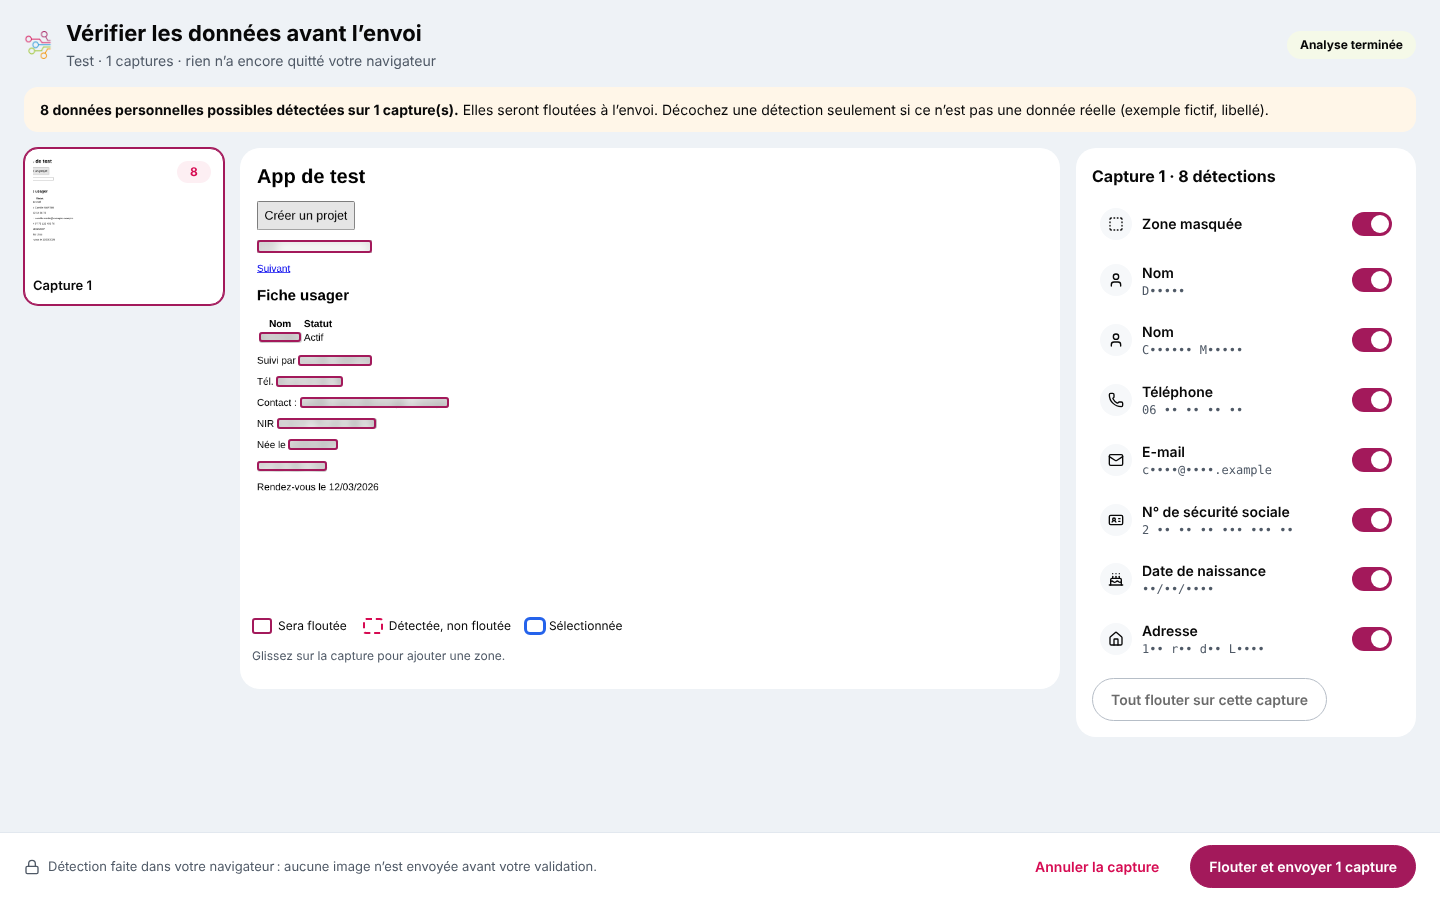 Vérifier les données avant l’envoi
Test · 1 captures · rien n’a encore quitté votre navigateur
Analyse terminée
8 données personnelles possibles détectées sur 1 capture(s). Elles seront floutées à l’envoi. Décochez une détection seulement si ce n’est pas une donnée réelle (exemple fictif, libellé).
8
Capture 1
App de test
Créer un projet
Suivant
Fiche usager
Nom Statut
Actif
Suivi par
Tél.
Contact :
NIR
Née le
Rendez-vous le 12/03/2026
Sera floutée
Détectée, non floutée
Sélectionnée
Glissez sur la capture pour ajouter une zone.
Capture 1 · 8 détections
Zone masquée
Nom
D•••••
Nom
C•••••• M•••••
Téléphone
06 •• •• •• ••
E-mail
c••••@••••.example
N° de sécurité sociale
2 •• •• •• ••• ••• ••
Date de naissance
••/••/••••
Adresse
1•• r•• d•• L••••
Tout flouter sur cette capture
Détection faite dans votre navigateur : aucune image n’est envoyée avant votre validation.
Annuler la capture
Flouter et envoyer 1 capture